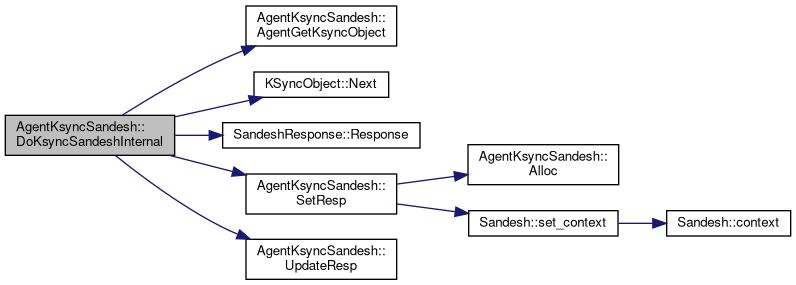 AgentKsyncSandesh::
AgentGetKsyncObject
KSyncObject::Next
AgentKsyncSandesh::
DoKsyncSandeshInternal
SandeshResponse::Response
AgentKsyncSandesh::
Alloc
AgentKsyncSandesh::
SetResp
Sandesh::set_context
Sandesh::context
AgentKsyncSandesh::
UpdateResp